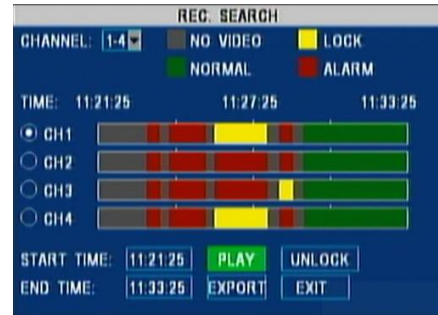 REC. SEARCH
CHANNEL: 1-4 NO VIDEO LOCK
NORMAL ALARM
TIME: 11:21:25 11:27:25 11:33:25
CH1
CH2
CH3
CH4
START TIME: 11:21:25 PLAY UNLOCK
END TIME: 11:33:25 EXPORT EXIT